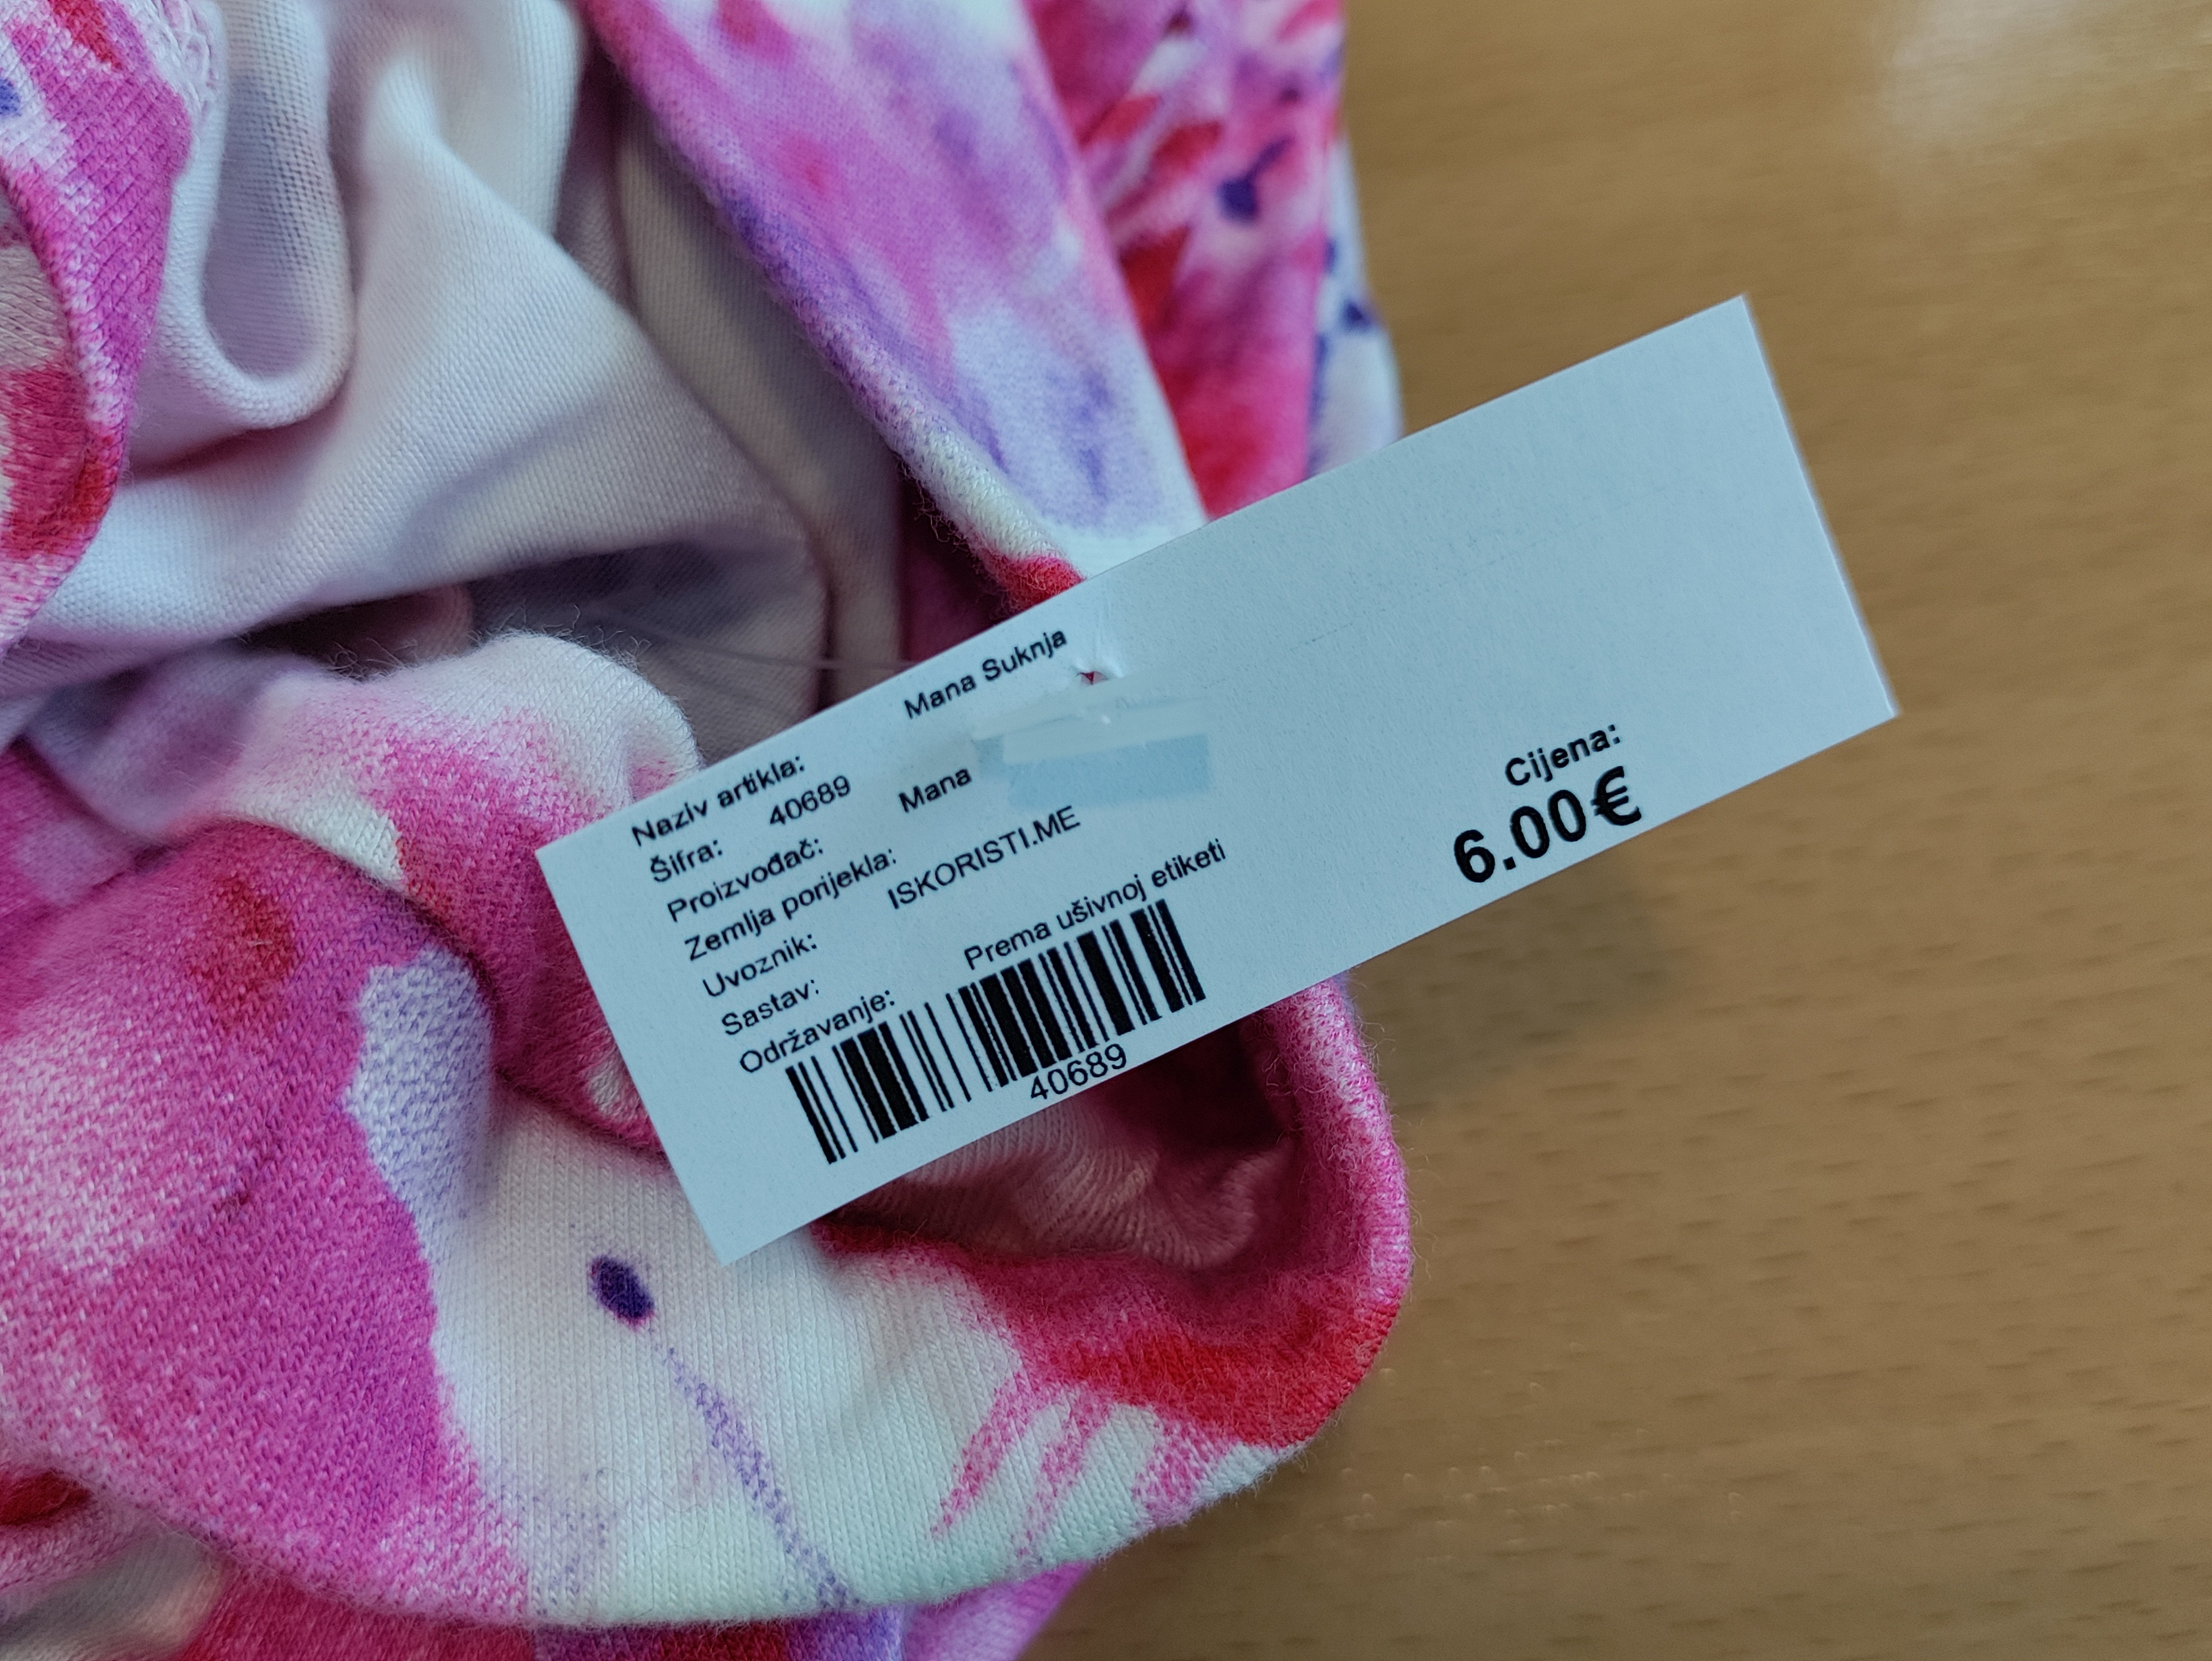 Naziv artikla: Mana Suknja
Šifra: 40689
Proizvođač: Mana
Zemlja porijekla:
Uvoznik: ISKORISTI.ME
Sastav:
Održavanje: Prema ušivnoj etiketi
40689
Cijena:
6.00€